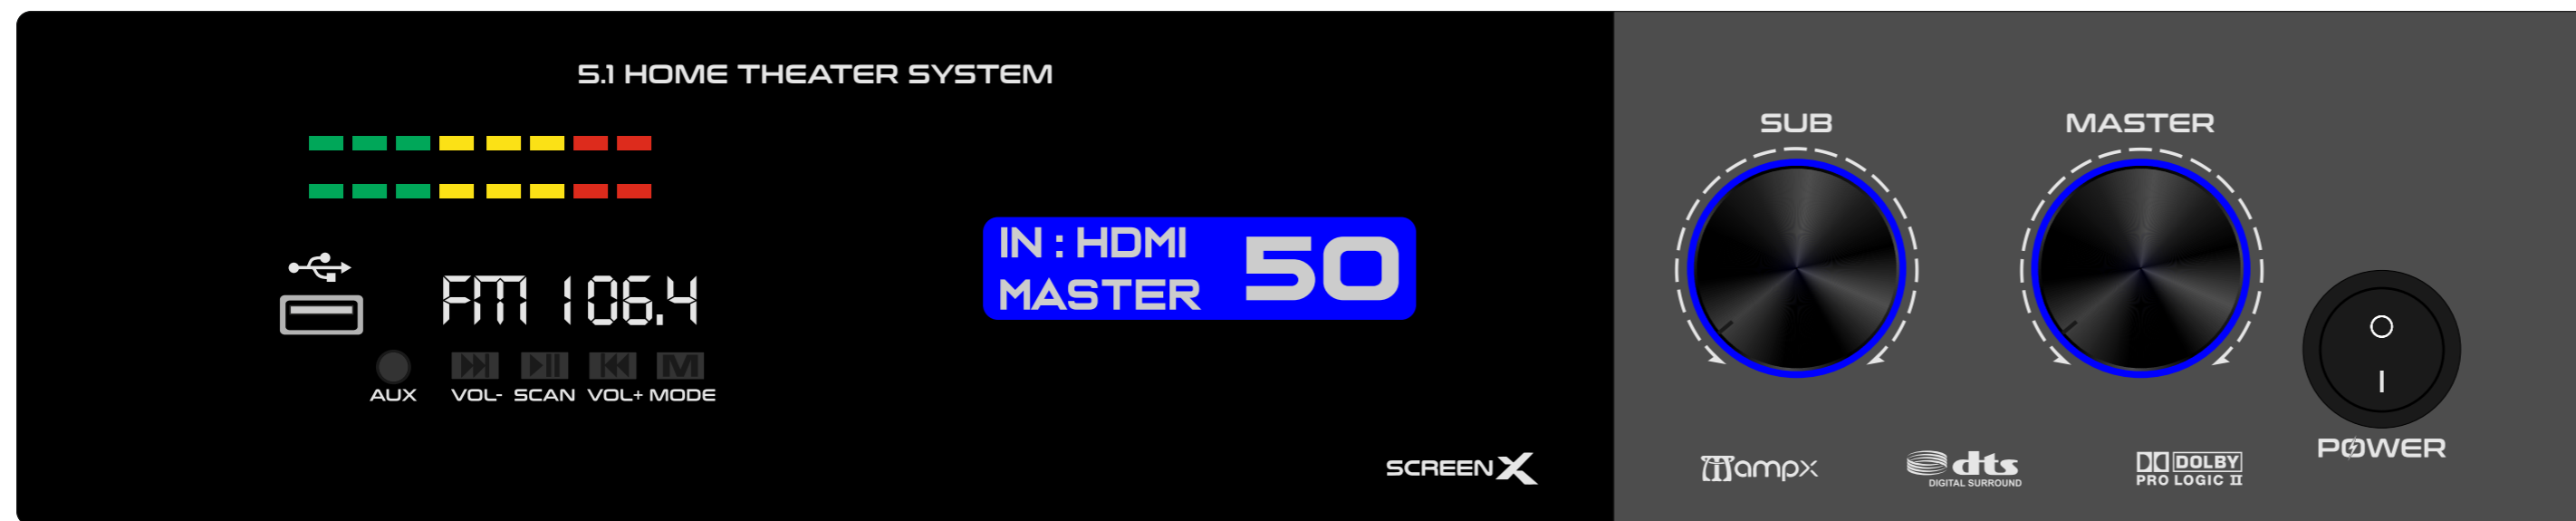 5.1 HOME THEATER SYSTEM
SUB
MASTER
IN : HDMI
MASTER
50
FM 106.4
M
AUX
VOL-
SCAN
VOL+
MODE
POWER
SCREEN X
ampx
dts
DIGITAL SURROUND
DOLBY
PRO LOGIC II